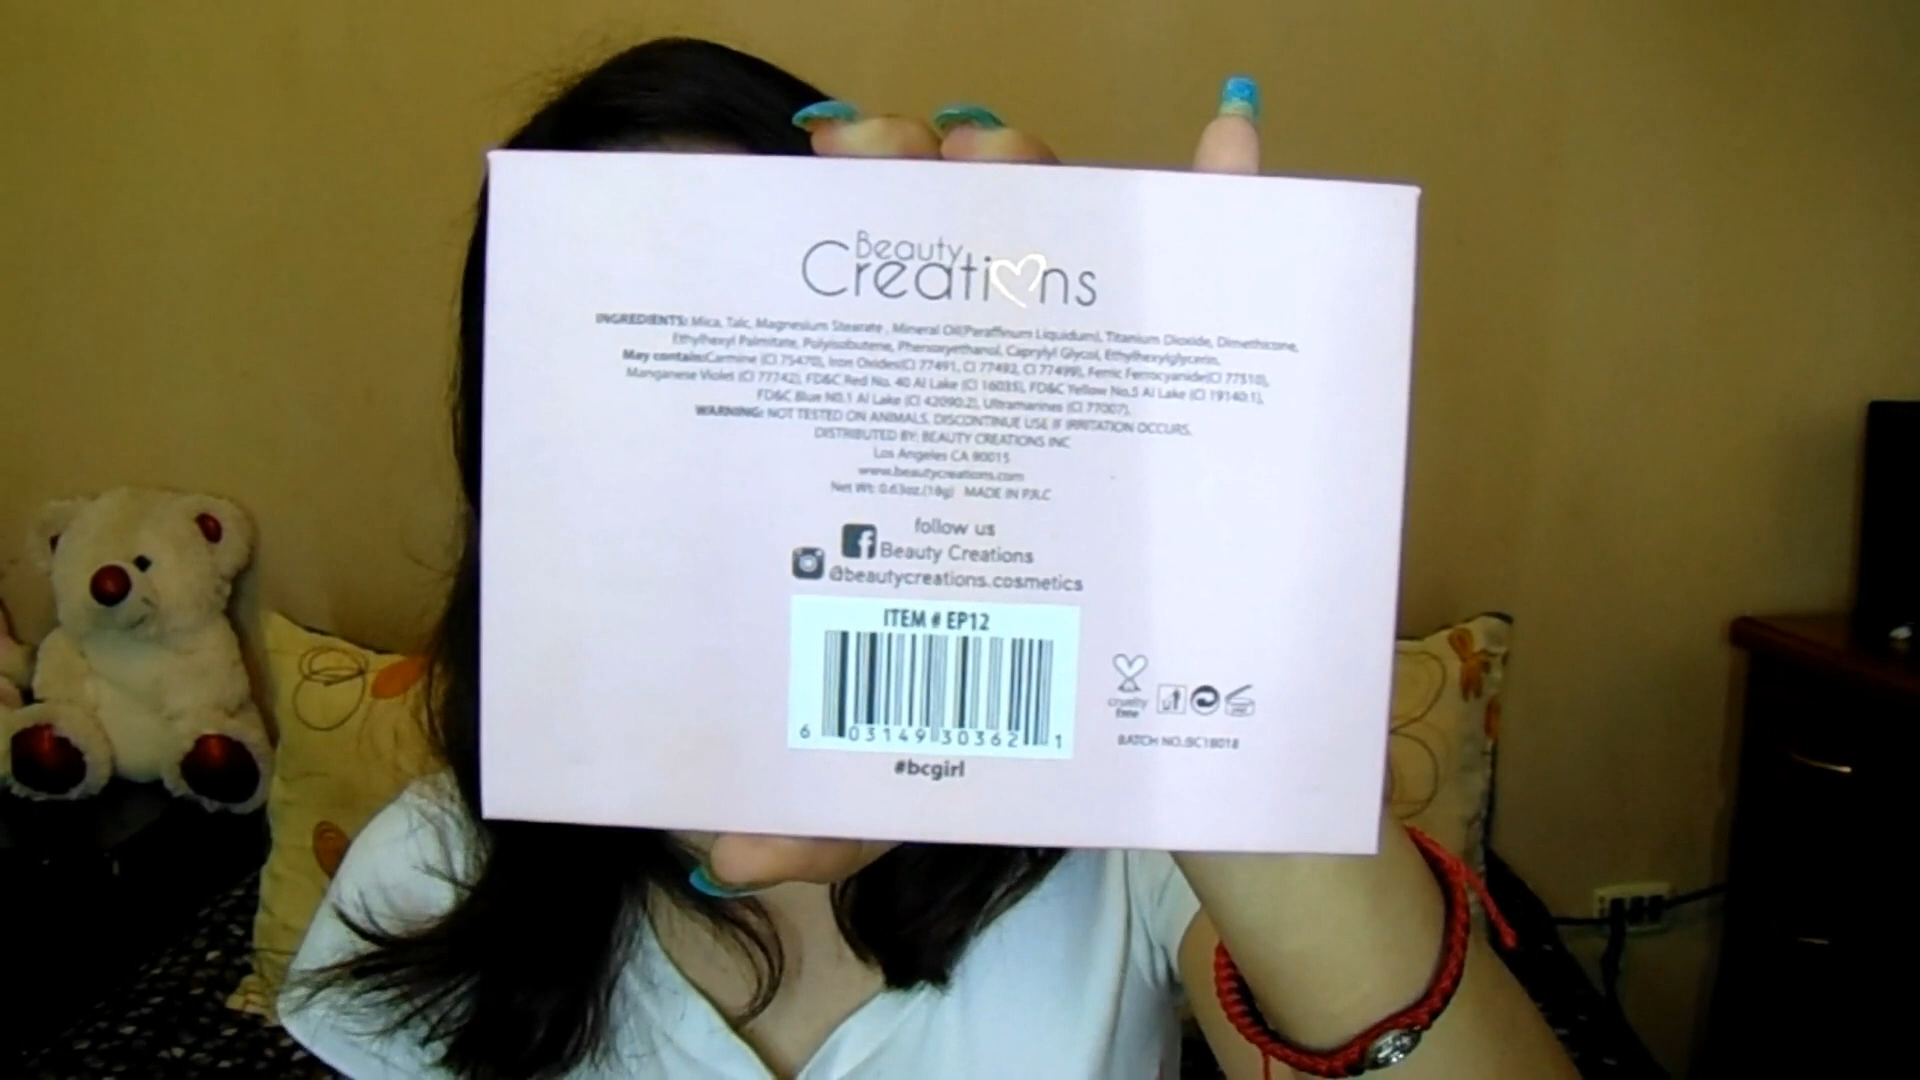 Beauty
Creations
INGREDIENTS: Mica, Talc, Magnesium Stearate , Mineral Oil(Paraffinum Liquidum), Titanium Dioxide, Dimethicone,
Ethylhexyl Palmitate, Polyisobutene, Phenoxyethanol, Caprylyl Glycol, Ethylhexylglycerin.
May contain:Carmine (CI 75470), Iron Oxides(CI 77491, CI 77492, CI 77499), Ferric Ferrocyanide(CI 77510),
Manganese Violet (CI 77742), FD&C Red No. 40 Al Lake (CI 16035), FD&C Yellow No.5 Al Lake (CI 19140:1),
FD&C Blue N0.1 Al Lake (CI 42090:2), Ultramarines (CI 77007).
WARNING: NOT TESTED ON ANIMALS. DISCONTINUE USE IF IRRITATION OCCURS.
DISTRIBUTED BY: BEAUTY CREATIONS INC
Los Angeles CA 90015
www.beautycreations.com
Net Wt: 0.63oz.(18g) MADE IN P.R.C
follow us
Beauty Creations
@beautycreations.cosmetics
ITEM # EP12
6 03149 30362 1
#bcgirl
cruelty
free
BATCH NO.:BC18018